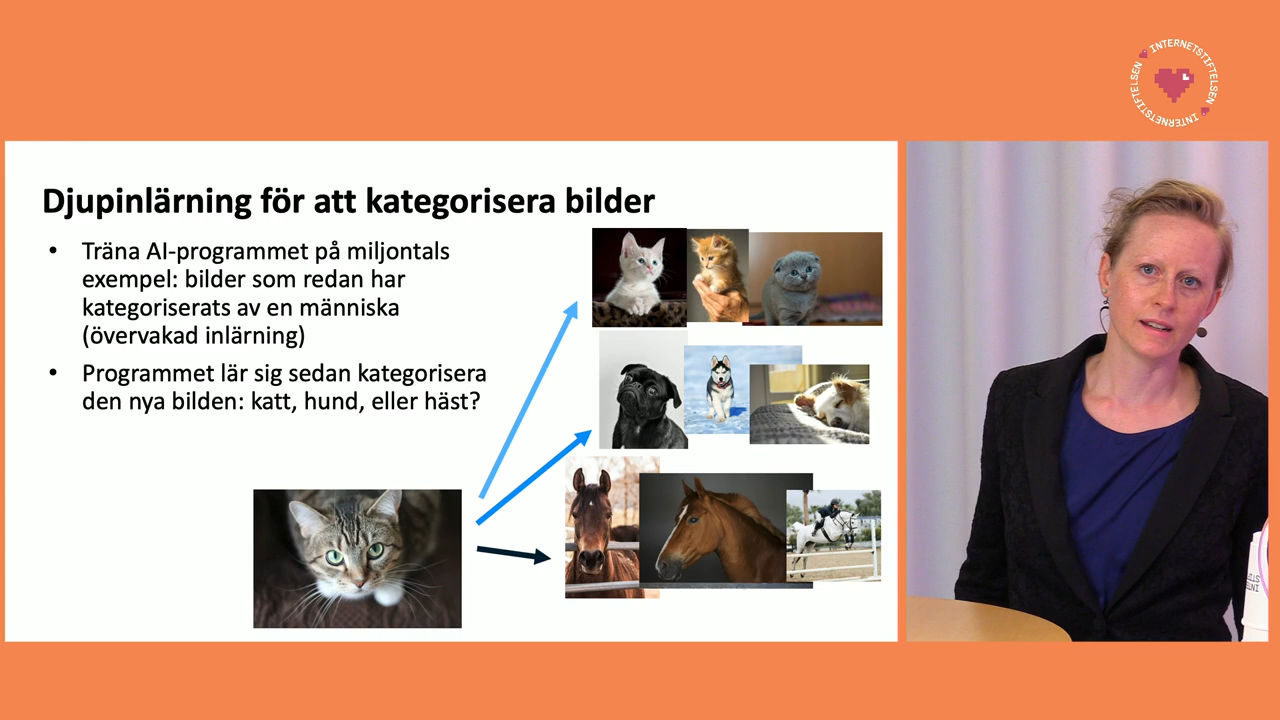 INTERNETSTIFTELSEN
INTERNETSTIFTELSEN
Djupinlärning för att kategorisera bilder
• Träna AI-programmet på miljontals
exempel: bilder som redan har
kategoriserats av en människa
(övervakad inlärning)
• Programmet lär sig sedan kategorisera
den nya bilden: katt, hund, eller häst?